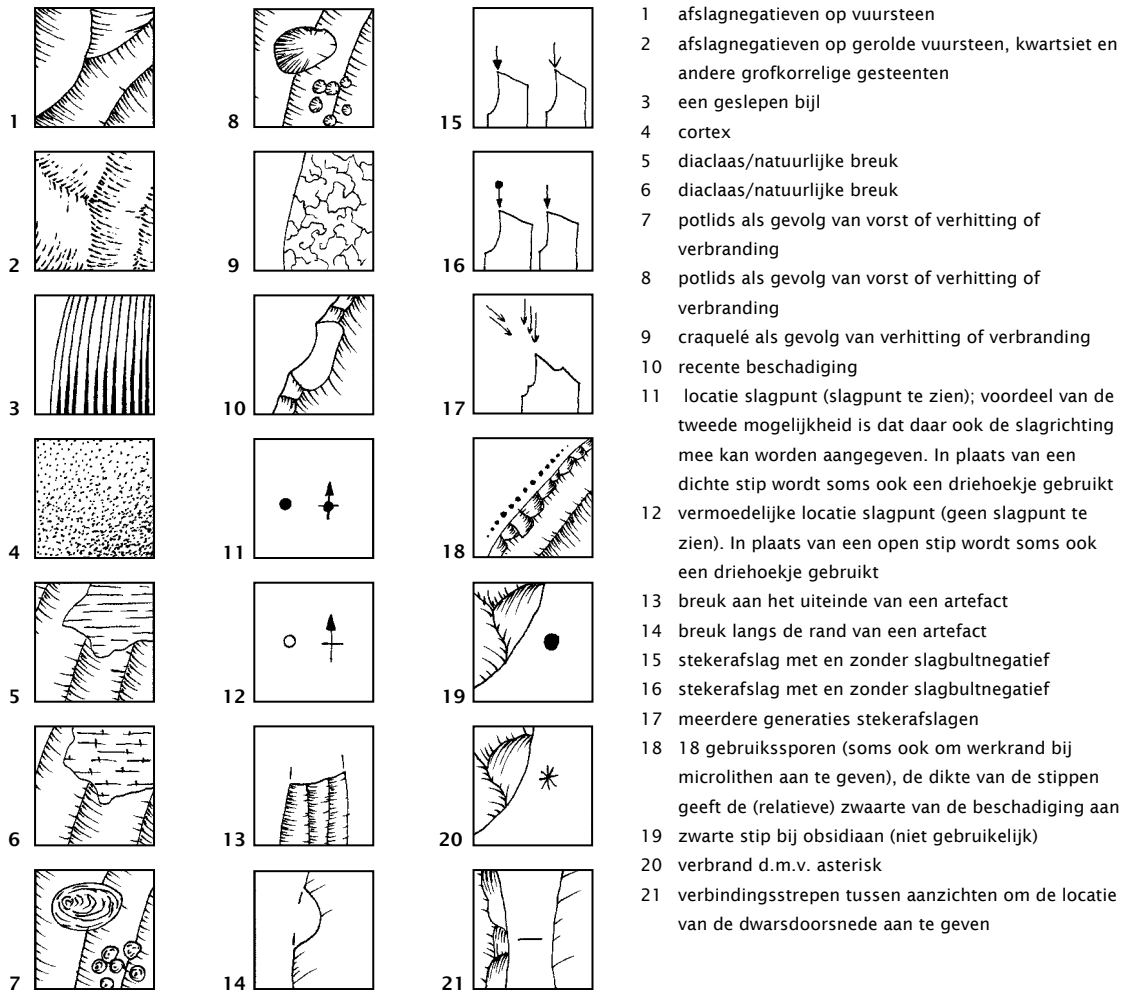 1
2
3
4
5
6
7
8
9
10
11
12
13
14
15
16
17
18
19
20
21
1 afslagnegatieven op vuursteen
2 afslagnegatieven op gerolde vuursteen, kwartsiet en
andere grofkorrelige gesteenten
3 een geslepen bijl
4 cortex
5 diaclaas/natuurlijke breuk
6 diaclaas/natuurlijke breuk
7 potlids als gevolg van vorst of verhitting of
verbranding
8 potlids als gevolg van vorst of verhitting of
verbranding
9 craquelé als gevolg van verhitting of verbranding
10 recente beschadiging
11 locatie slagpunt (slagpunt te zien); voordeel van de
tweede mogelijkheid is dat daar ook de slagrichting
mee kan worden aangegeven. In plaats van een
dichte stip wordt soms ook een driehoekje gebruikt
12 vermoedelijke locatie slagpunt (geen slagpunt te
zien). In plaats van een open stip wordt soms ook
een driehoekje gebruikt
13 breuk aan het uiteinde van een artefact
14 breuk langs de rand van een artefact
15 stekerafslag met en zonder slagbultnegatief
16 stekerafslag met en zonder slagbultnegatief
17 meerdere generaties stekerafslagen
18 18 gebruikssporen (soms ook om werkrand bij
microlithen aan te geven), de dikte van de stippen
geeft de (relatieve) zwaarte van de beschadiging aan
19 zwarte stip bij obsidiaan (niet gebruikelijk)
20 verbrand d.m.v. asterisk
21 verbindingsstrepen tussen aanzichten om de locatie
van de dwarsdoorsnede aan te geven